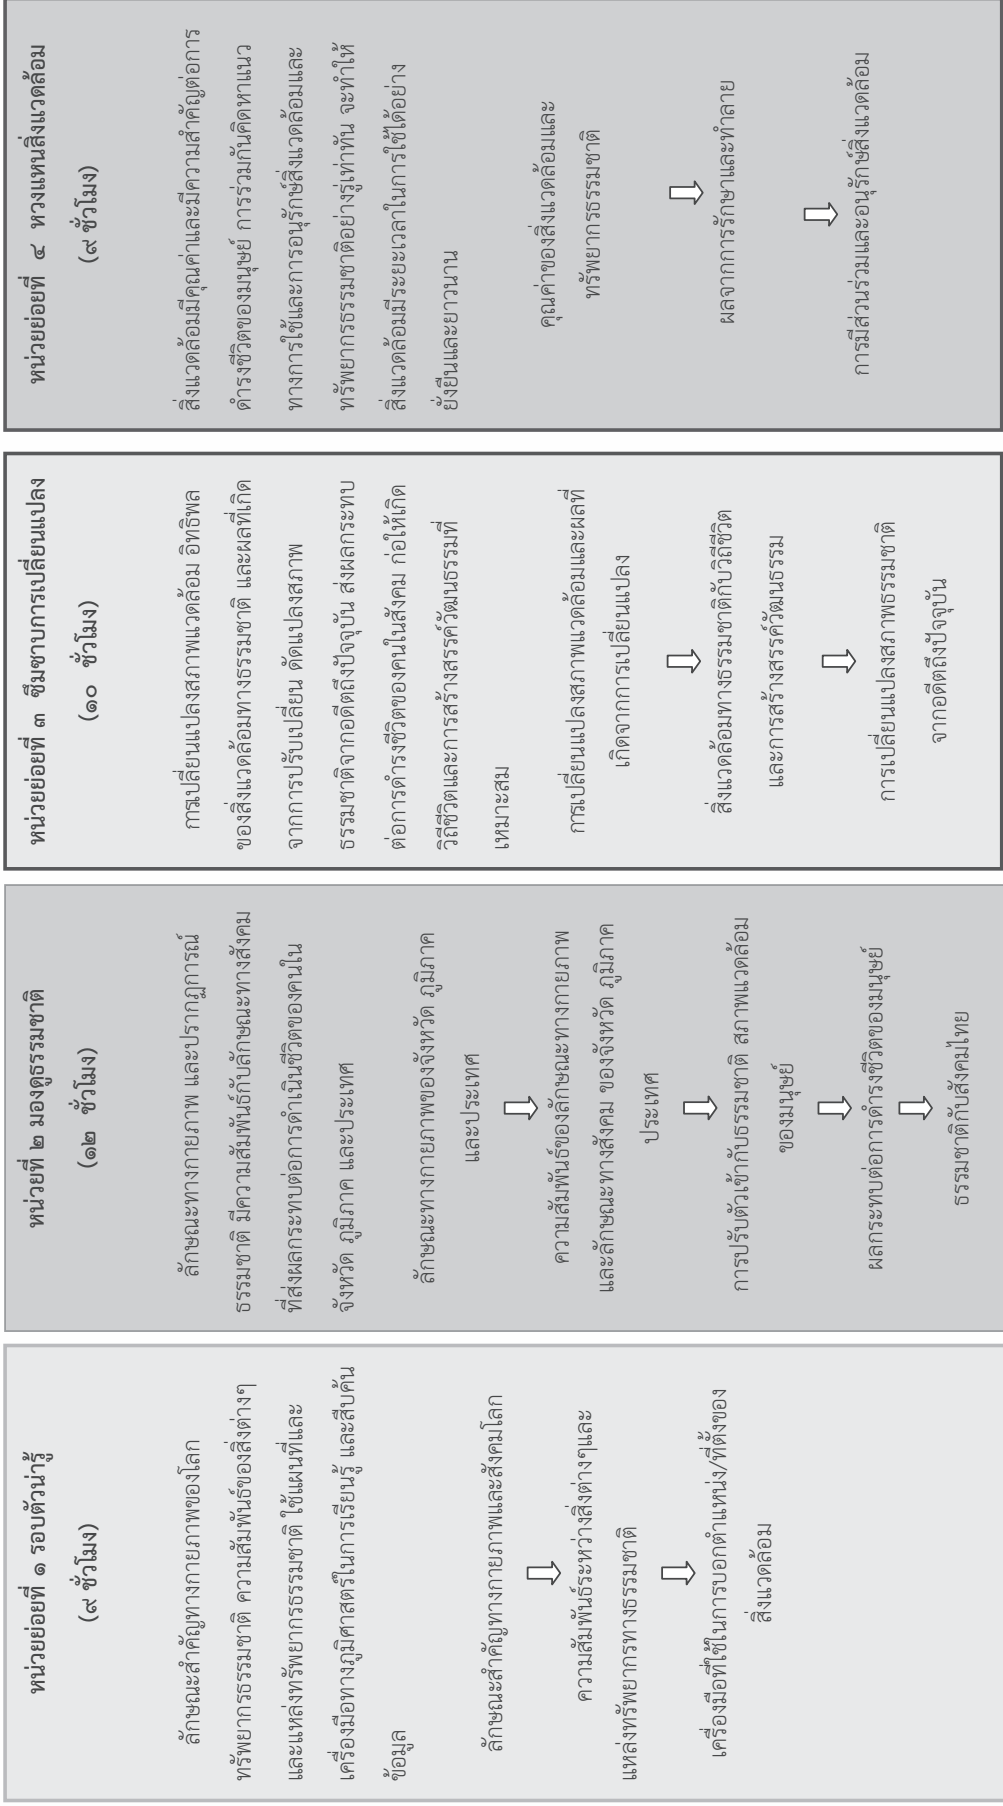 หน่วยย่อยที่ ๑ รอบตัวน่ารู้
(๙ ชั่วโมง)
ลักษณะสำคัญทางกายภาพของโลก
ทรัพยากรธรรมชาติ ความสัมพันธ์ของสิ่งต่างๆ
และแหล่งทรัพยากรธรรมชาติ ใช้แผนที่และ
เครื่องมือทางภูมิศาสตร์ในการเรียนรู้ และสืบค้น
ข้อมูล
ลักษณะสำคัญทางกายภาพและสังคมโลก
ความสัมพันธ์ระหว่างสิ่งต่างๆและ
แหล่งทรัพยากรทางธรรมชาติ
เครื่องมือที่ใช้ในการบอกตำแหน่ง/ที่ตั้งของ
สิ่งแวดล้อม
หน่วยที่ ๒ มองดูธรรมชาติ
(๑๒ ชั่วโมง)
ลักษณะทางกายภาพ และปรากฏการณ์
ธรรมชาติ มีความสัมพันธ์กับลักษณะทางสังคม
ที่ส่งผลกระทบต่อการดำเนินชีวิตของคนใน
จังหวัด ภูมิภาค และประเทศ
ลักษณะทางกายภาพของจังหวัด ภูมิภาค
และประเทศ
ความสัมพันธ์ของลักษณะทางกายภาพ
และลักษณะทางสังคม ของจังหวัด ภูมิภาค
ประเทศ
การปรับตัวเข้ากับธรรมชาติ สภาพแวดล้อม
ของมนุษย์
ผลกระทบต่อการดำรงชีวิตของมนุษย์
ธรรมชาติกับสังคมไทย
หน่วยย่อยที่ ๓ ซึมซาบการเปลี่ยนแปลง
(๑๐ ชั่วโมง)
การเปลี่ยนแปลงสภาพแวดล้อม อิทธิพล
ของสิ่งแวดล้อมทางธรรมชาติ และผลที่เกิด
จากการปรับเปลี่ยน ดัดแปลงสภาพ
ธรรมชาติจากอดีตถึงปัจจุบัน ส่งผลกระทบ
ต่อการดำรงชีวิตของคนในสังคม ก่อให้เกิด
วิถีชีวิตและการสร้างสรรค์วัฒนธรรมที่
เหมาะสม
การเปลี่ยนแปลงสภาพแวดล้อมและผลที่
เกิดจากการเปลี่ยนแปลง
สิ่งแวดล้อมทางธรรมชาติกับวิถีชีวิต
และการสร้างสรรค์วัฒนธรรม
การเปลี่ยนแปลงสภาพธรรมชาติ
จากอดีตถึงปัจจุบัน
หน่วยย่อยที่ ๔ หวงแหนสิ่งแวดล้อม
(๙ ชั่วโมง)
สิ่งแวดล้อมมีคุณค่าและมีความสำคัญต่อการ
ดำรงชีวิตของมนุษย์ การร่วมกันคิดหาแนว
ทางการใช้และการอนุรักษ์สิ่งแวดล้อมและ
ทรัพยากรธรรมชาติอย่างรู้เท่าทัน จะทำให้
สิ่งแวดล้อมมีระยะเวลาในการใช้ได้อย่าง
ยั่งยืนและยาวนาน
คุณค่าของสิ่งแวดล้อมและ
ทรัพยากรธรรมชาติ
ผลจากการรักษาและทำลาย
การมีส่วนร่วมและอนุรักษ์สิ่งแวดล้อม